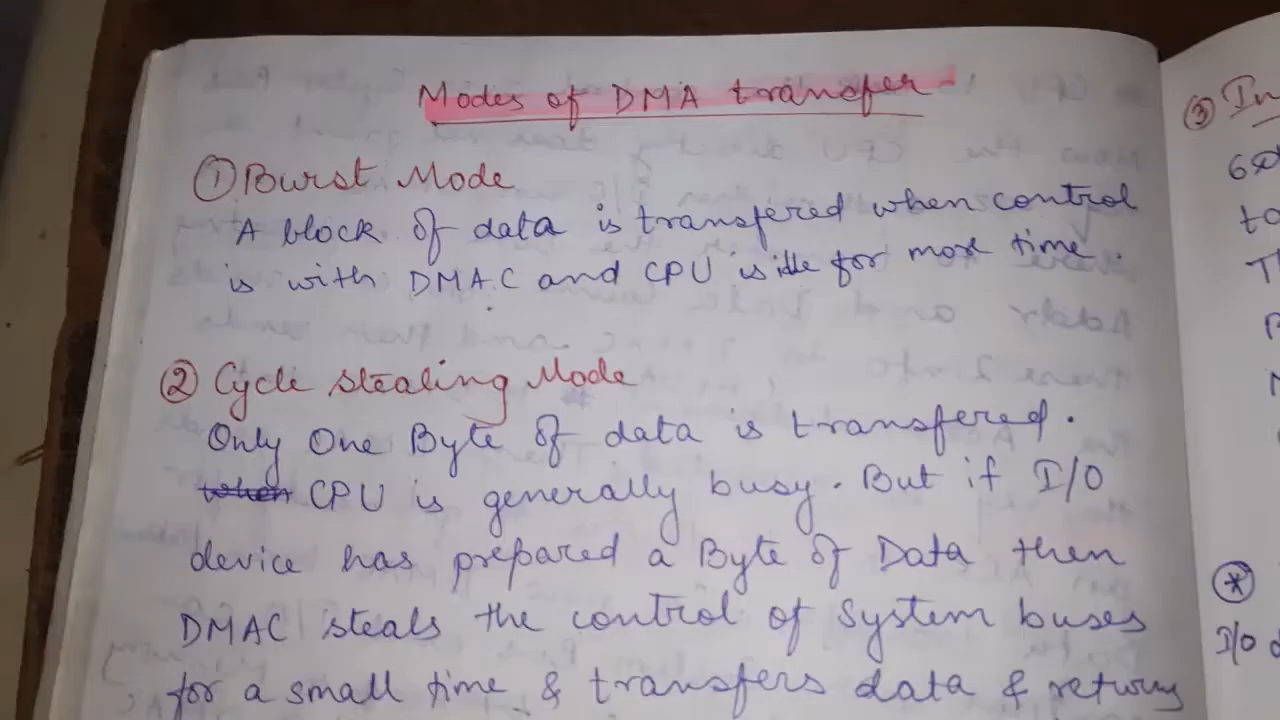 Modes of DMA transfer -
① Burst Mode
A block of data is transfered when control
is with DMAC and CPU is idle for more time.
② Cycle Stealing Mode
Only One Byte of data is transfered.
when CPU is generally busy. But if I/O
device has prepared a Byte of Data then
DMAC steals the control of System buses
for a small time & transfers data &
③
I/O